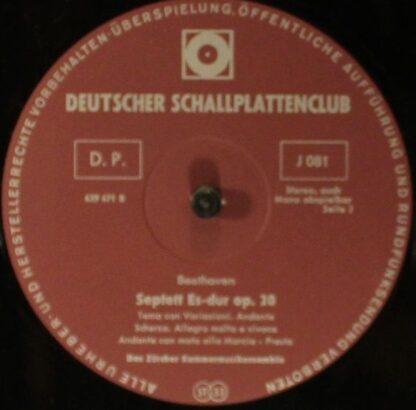 ALLE URHEBER- UND HERSTELLERRECHTE VORBEHALTEN · ÜBERSPIELUNG, ÖFFENTLICHE AUFFÜHRUNG UND RUNDFUNKSENDUNG VERBOTEN
DEUTSCHER SCHALLPLATTENCLUB
D. P.
J 081
Stereo, auch
Mono abspielbar
Seite 2
Beethoven
Septett Es-dur op. 20
Tema con Variazioni. Andante
Scherzo. Allegro molto e vivace
Andante con moto alla Marcia - Presto
Das Zürcher Kammermusikensemble